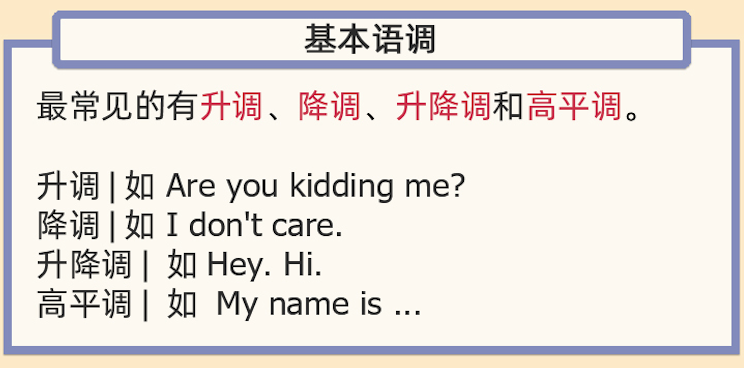 基本语调
最常见的有升调、降调、升降调和高平调。
升调|如 Are you kidding me?
降调|如 I don't care.
升降调| 如 Hey. Hi.
高平调| 如 My name is ...